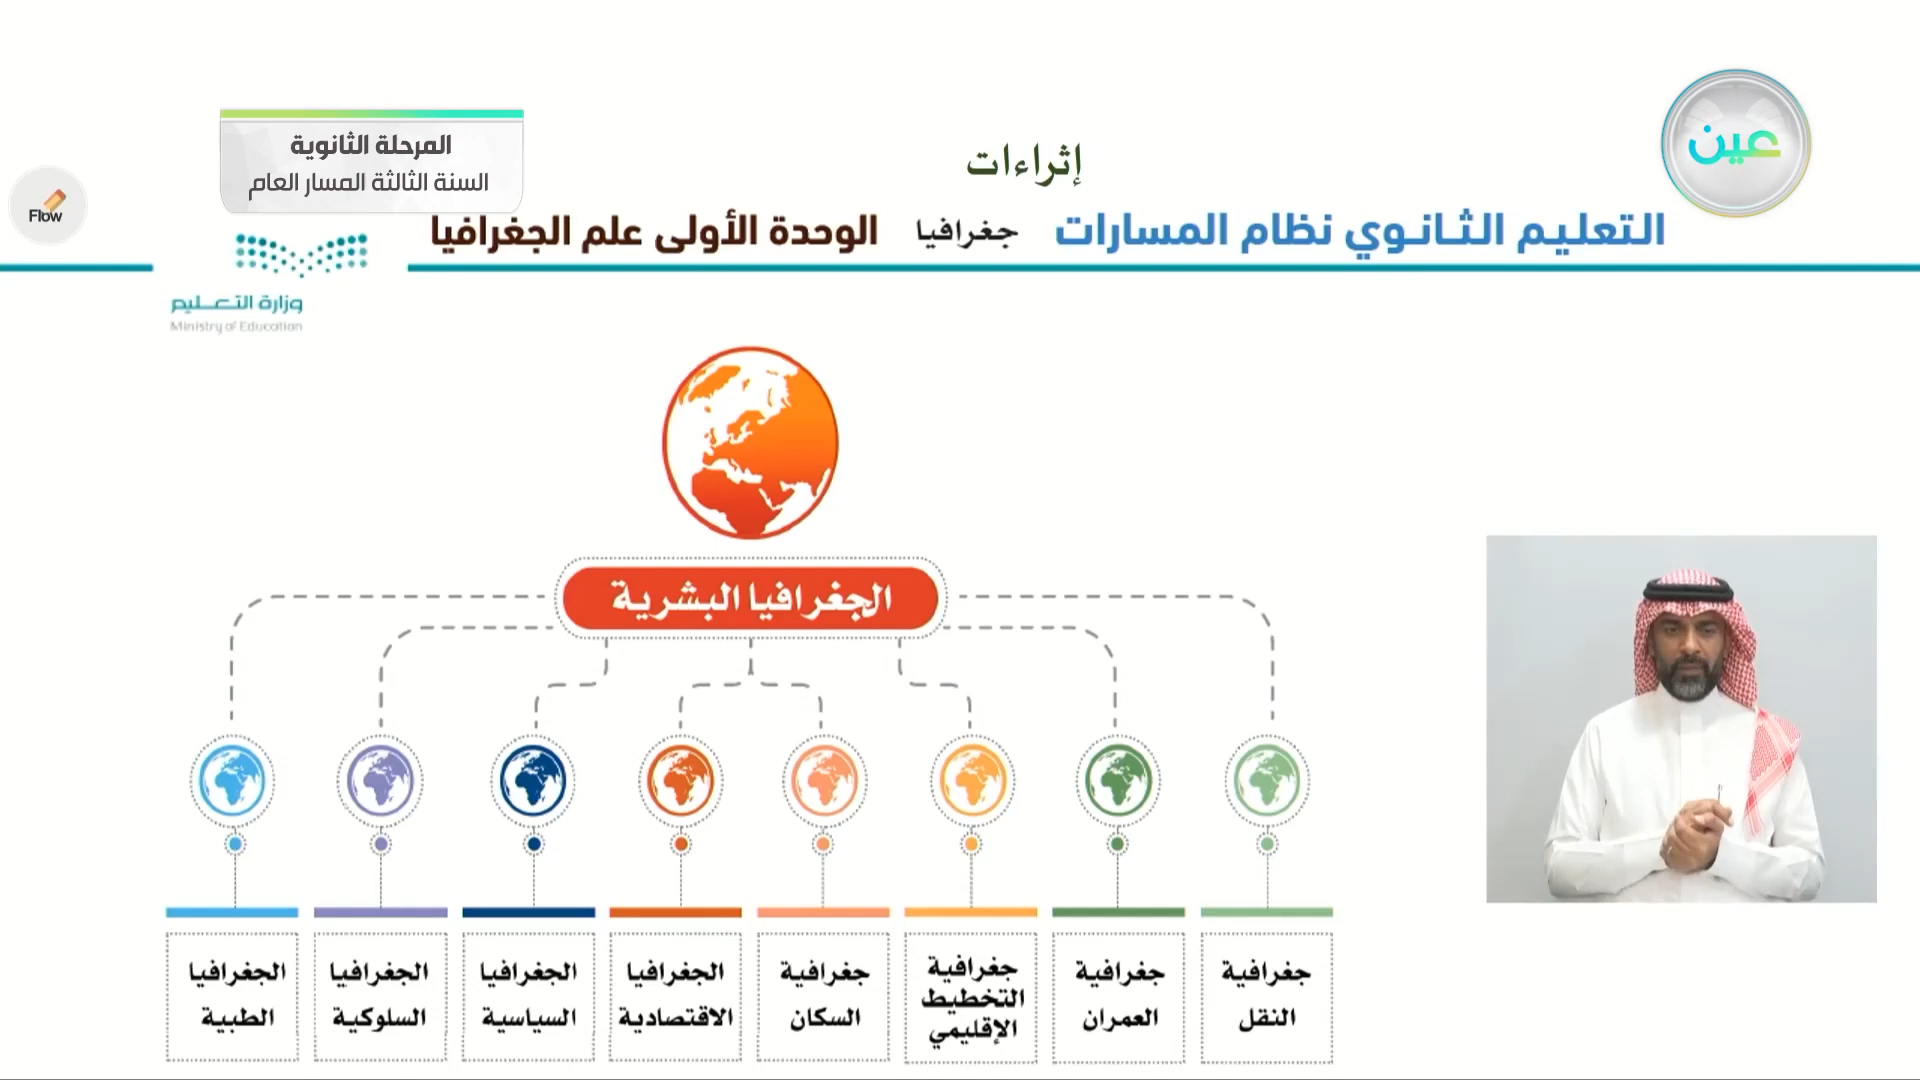 عين
إثراءات
المرحلة الثانوية
السنة الثالثة المسار العام
Flow
التعليم الثانوي نظام المسارات
جغرافيا
الوحدة الأولى علم الجغرافيا
وزارة التعليم
Ministry of Education
الجغرافيا البشرية
جغرافية
النقل
جغرافية
العمران
جغرافية
التخطيط
الإقليمي
جغرافية
السكان
الجغرافيا
الاقتصادية
الجغرافيا
السياسية
الجغرافيا
السلوكية
الجغرافيا
الطبية